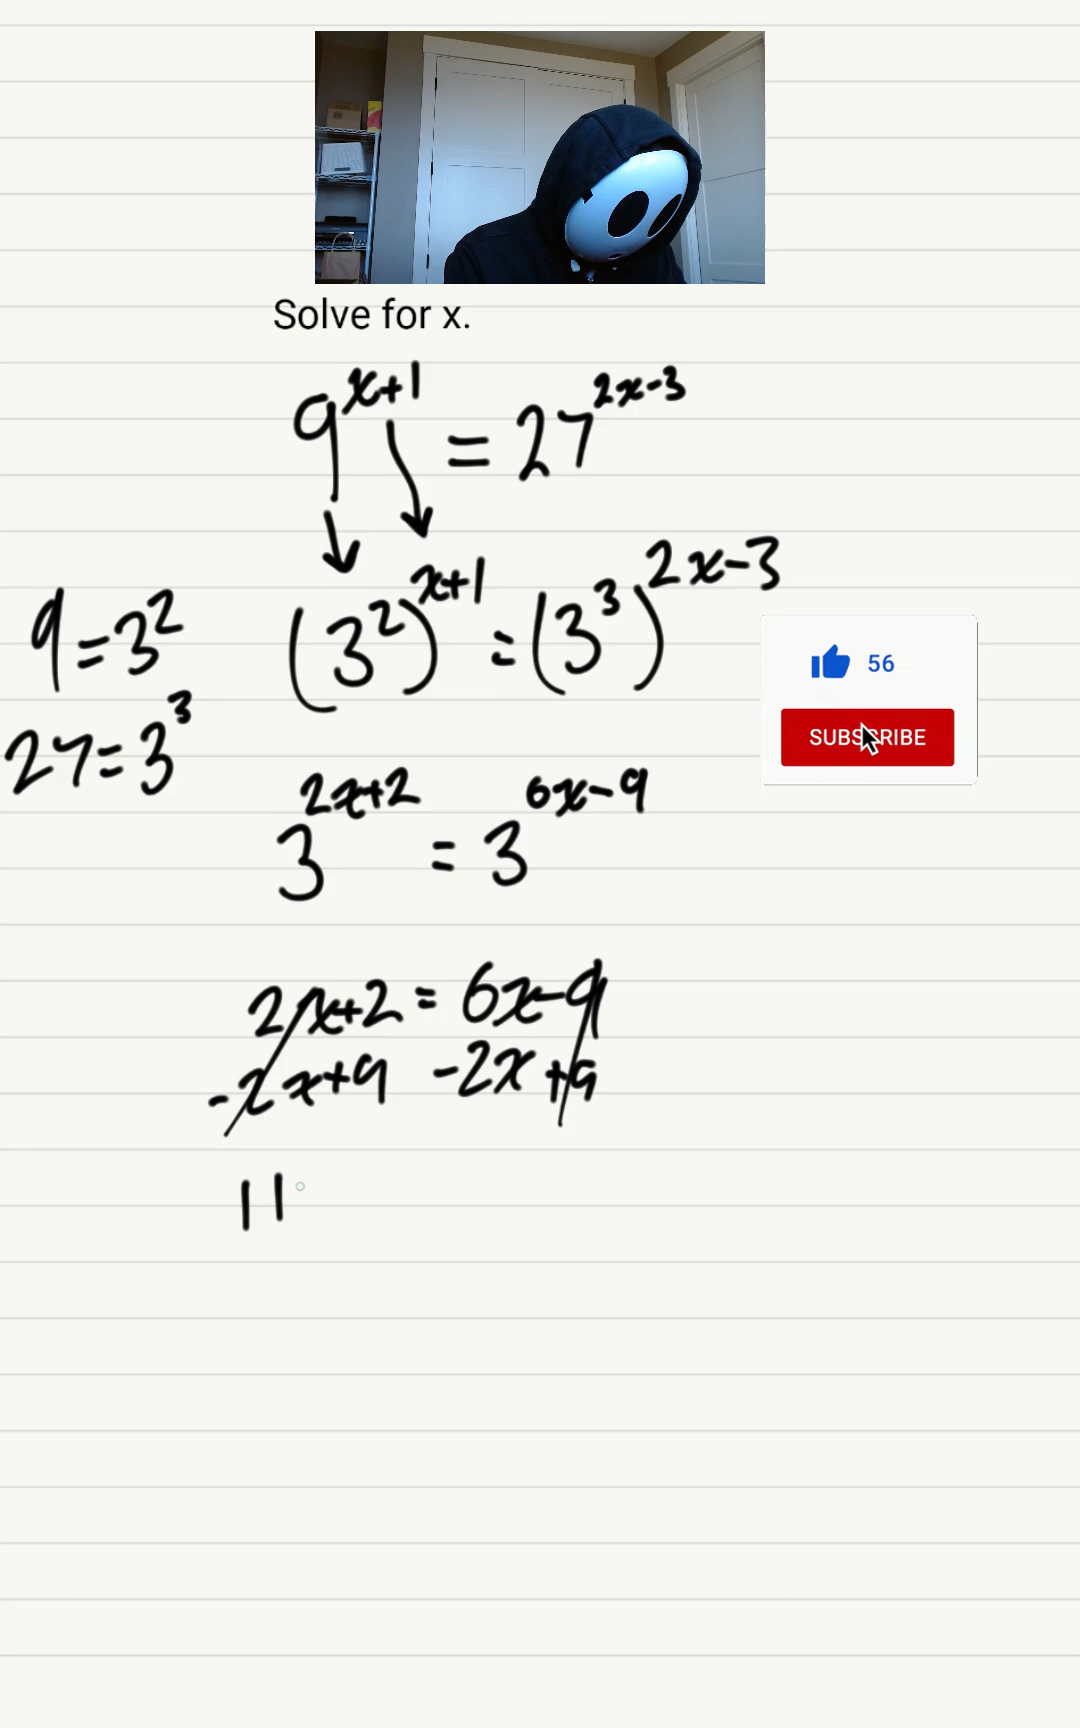 Solve for x.
9^{x+1} = 27^{2x-3}
9 = 3^2
(3^2)^{x+1} = (3^3)^{2x-3}
56
27 = 3^3
SUBSCRIBE
3^{2x+2} = 3^{6x-9}
2x+2 = 6x-9
-2x+9 -2x+9
11